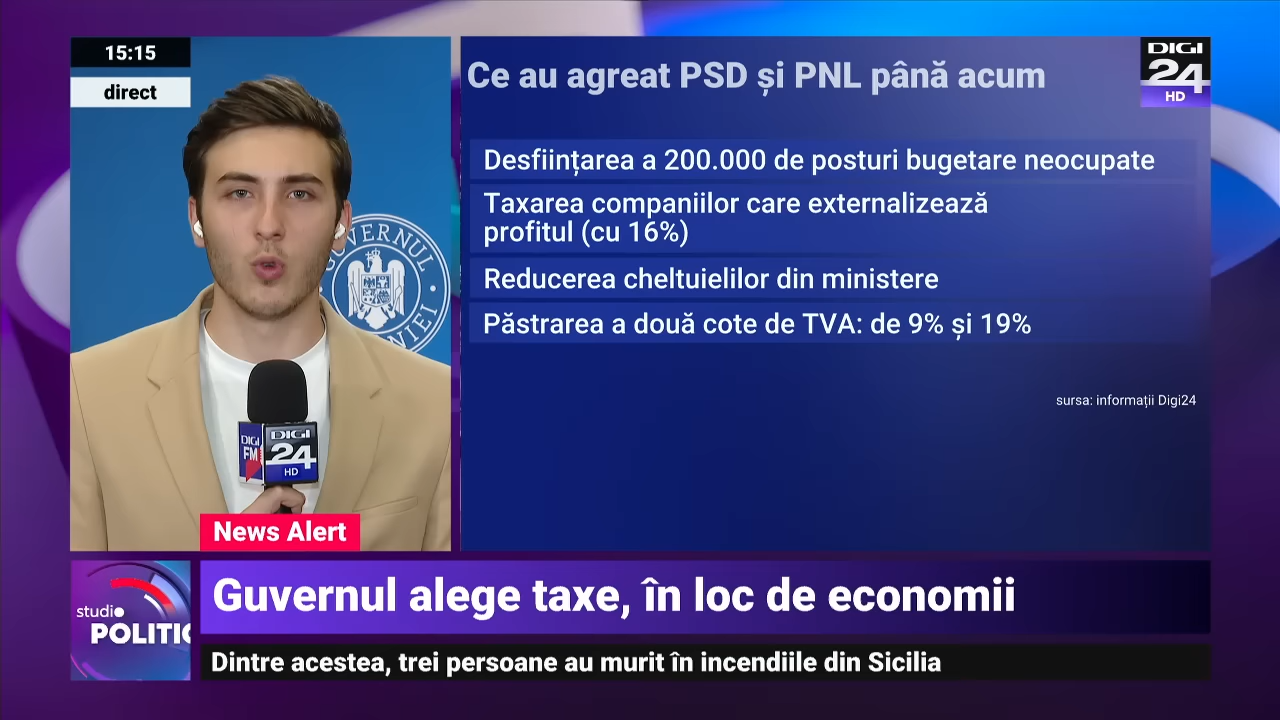 15:15
direct
DIGI
24
HD
Ce au agreat PSD și PNL până acum
Desființarea a 200.000 de posturi bugetare neocupate
Taxarea companiilor care externalizează
profitul (cu 16%)
Reducerea cheltuielilor din ministere
Păstrarea a două cote de TVA: de 9% și 19%
sursa: informații Digi24
GUVERNUL
NIEI
DIGI
FM
DIGI
24
HD
News Alert
studio
POLITIC
Guvernul alege taxe, în loc de economii
Dintre acestea, trei persoane au murit în incendiile din Sicilia